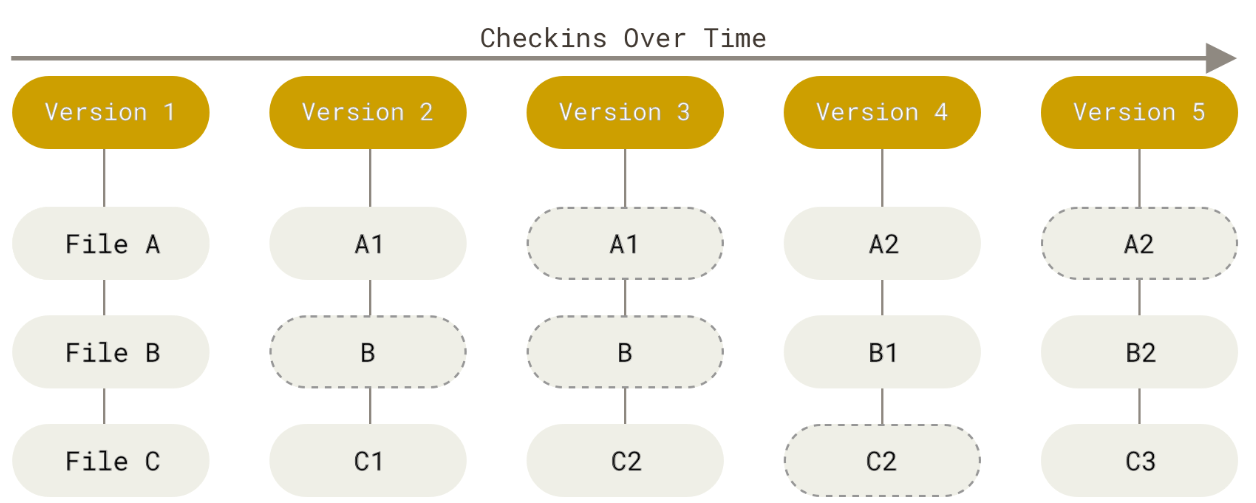 Checkins Over Time
Version 1 Version 2 Version 3 Version 4 Version 5
File A A1 A1 A2 A2
File B B B B1 B2
File C C1 C2 C2 C3